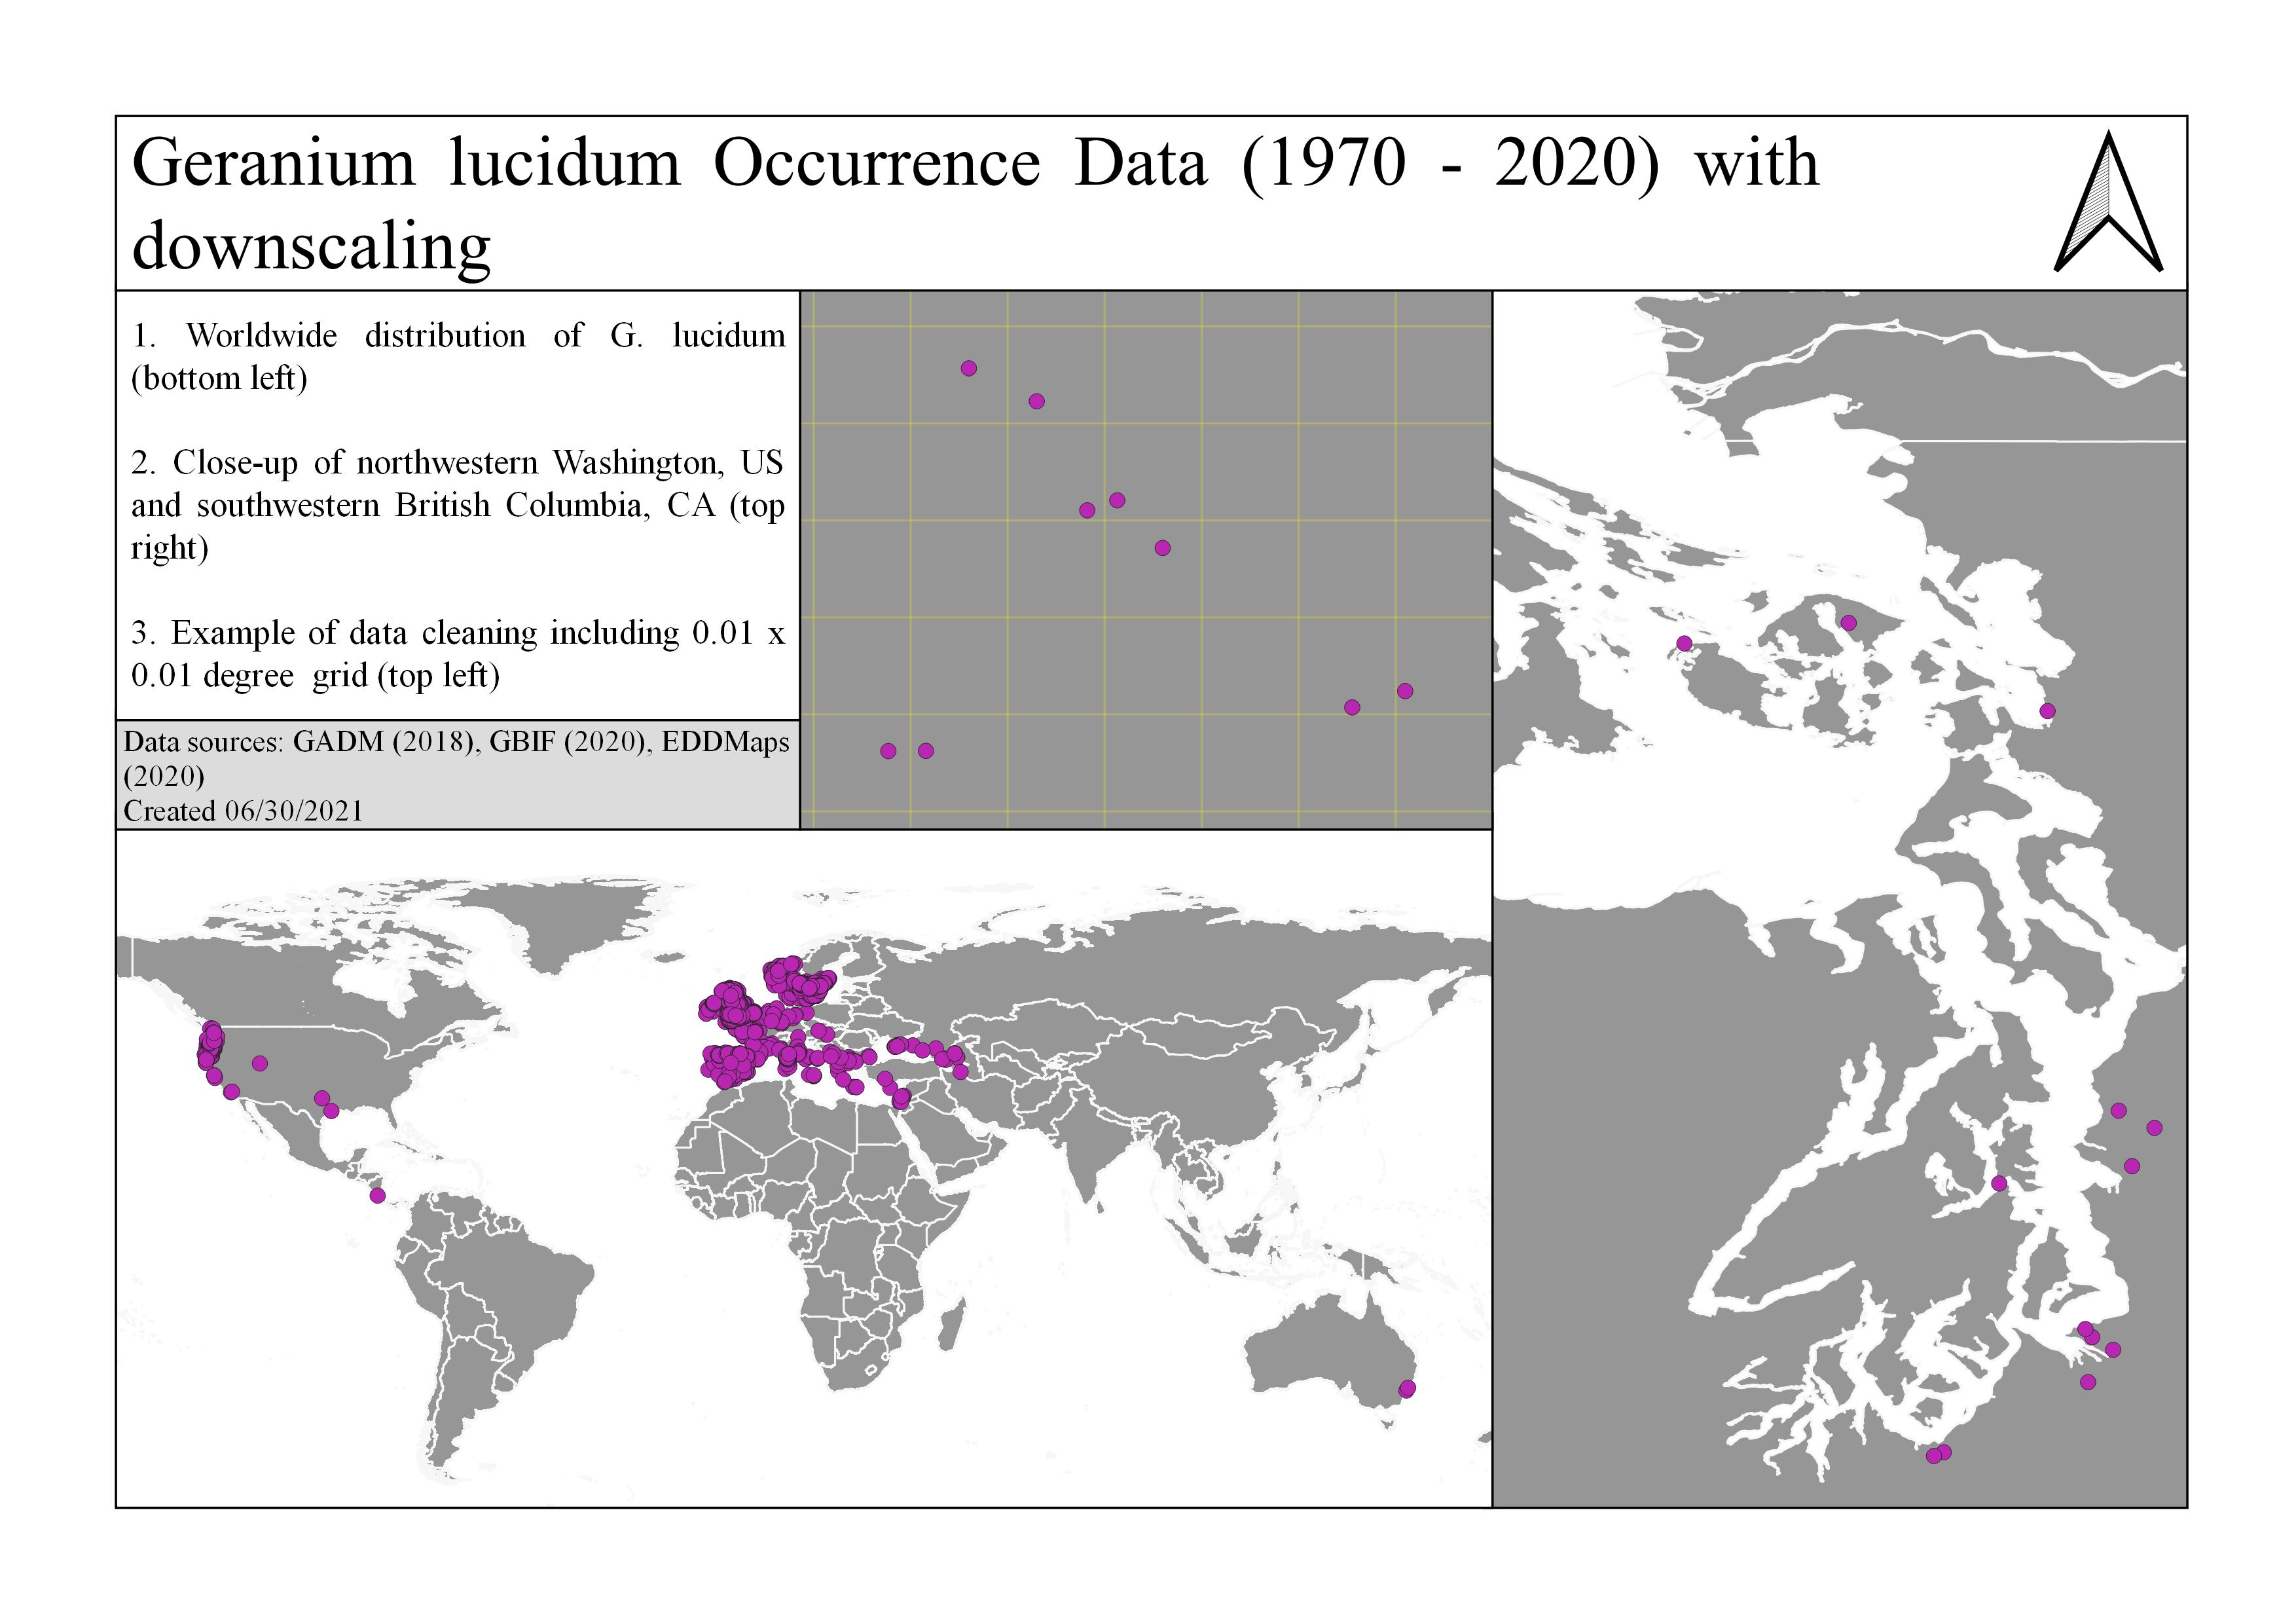 Geranium lucidum Occurrence Data (1970 - 2020) with
downscaling
1. Worldwide distribution of G. lucidum
(bottom left)
2. Close-up of northwestern Washington, US
and southwestern British Columbia, CA (top
right)
3. Example of data cleaning including 0.01 x
0.01 degree grid (top left)
Data sources: GADM (2018), GBIF (2020), EDDMaps
(2020)
Created 06/30/2021